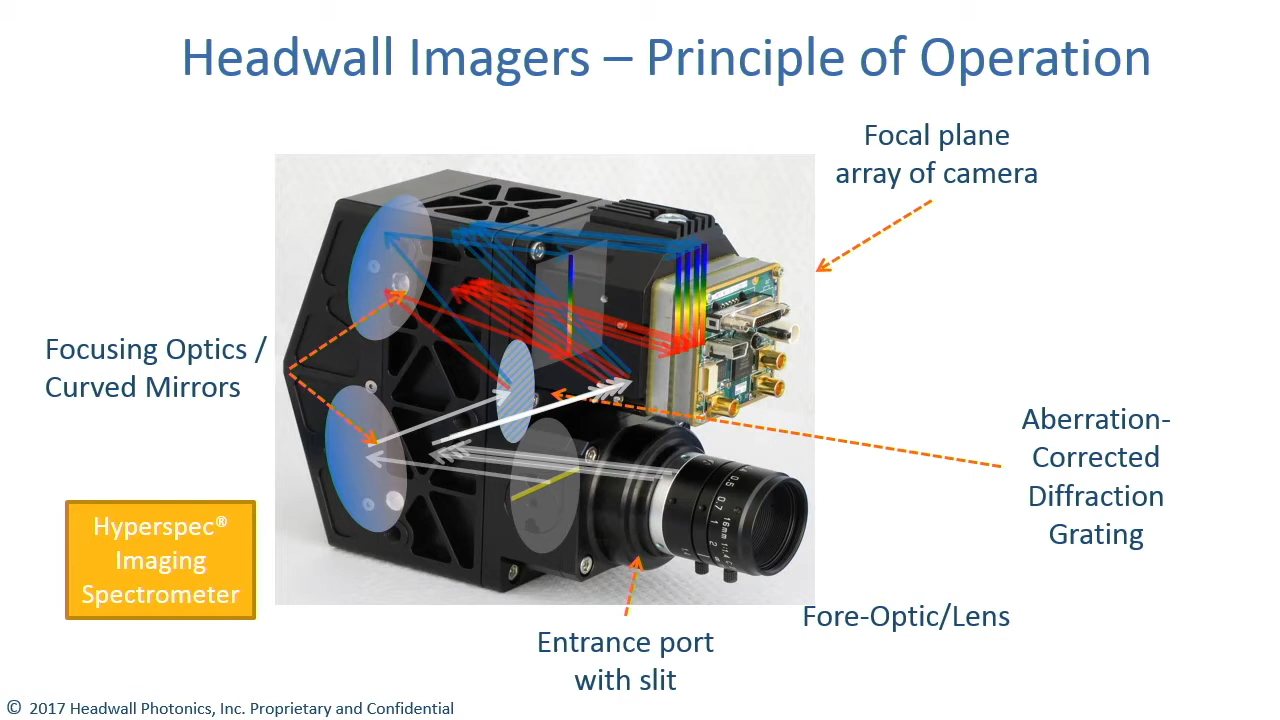 Headwall Imagers – Principle of Operation
Focal plane
array of camera
Focusing Optics /
Curved Mirrors
Aberration-
Corrected
Diffraction
Grating
Hyperspec®
Imaging
Spectrometer
Fore-Optic/Lens
Entrance port
with slit
© 2017 Headwall Photonics, Inc. Proprietary and Confidential